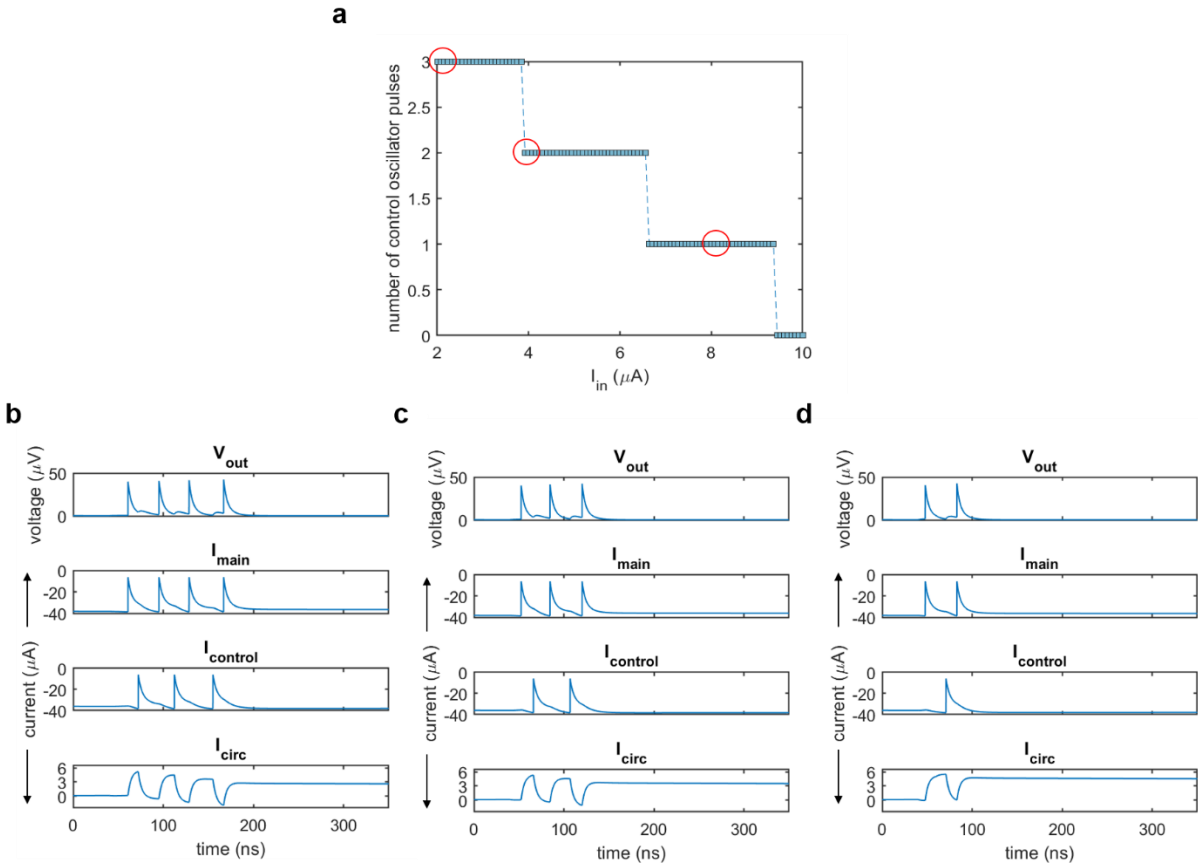 a
number of control oscillator pulses
3
2.5
2
1.5
1
0.5
0
2 4 6 8 10
I_in (μA)
b
V_out
voltage (μV)
50
0
I_main
0
-20
-40
I_control
current (μA)
0
-20
-40
I_circ
6
3
0
0 100 200 300
time (ns)
c
V_out
voltage (μV)
50
0
I_main
0
-20
-40
I_control
current (μA)
0
-20
-40
I_circ
6
3
0
0 100 200 300
time (ns)
d
V_out
voltage (μV)
50
0
I_main
0
-20
-40
I_control
current (μA)
0
-20
-40
I_circ
6
3
0
0 100 200 300
time (ns)